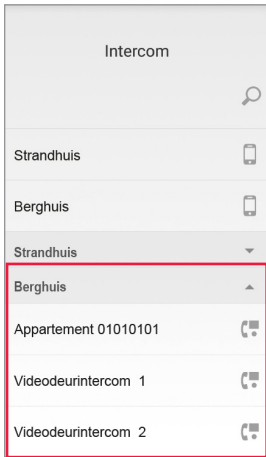 Intercom
Strandhuis
Berghuis
Strandhuis
Berghuis
Appartement 01010101
Videodeurintercom 1
Videodeurintercom 2